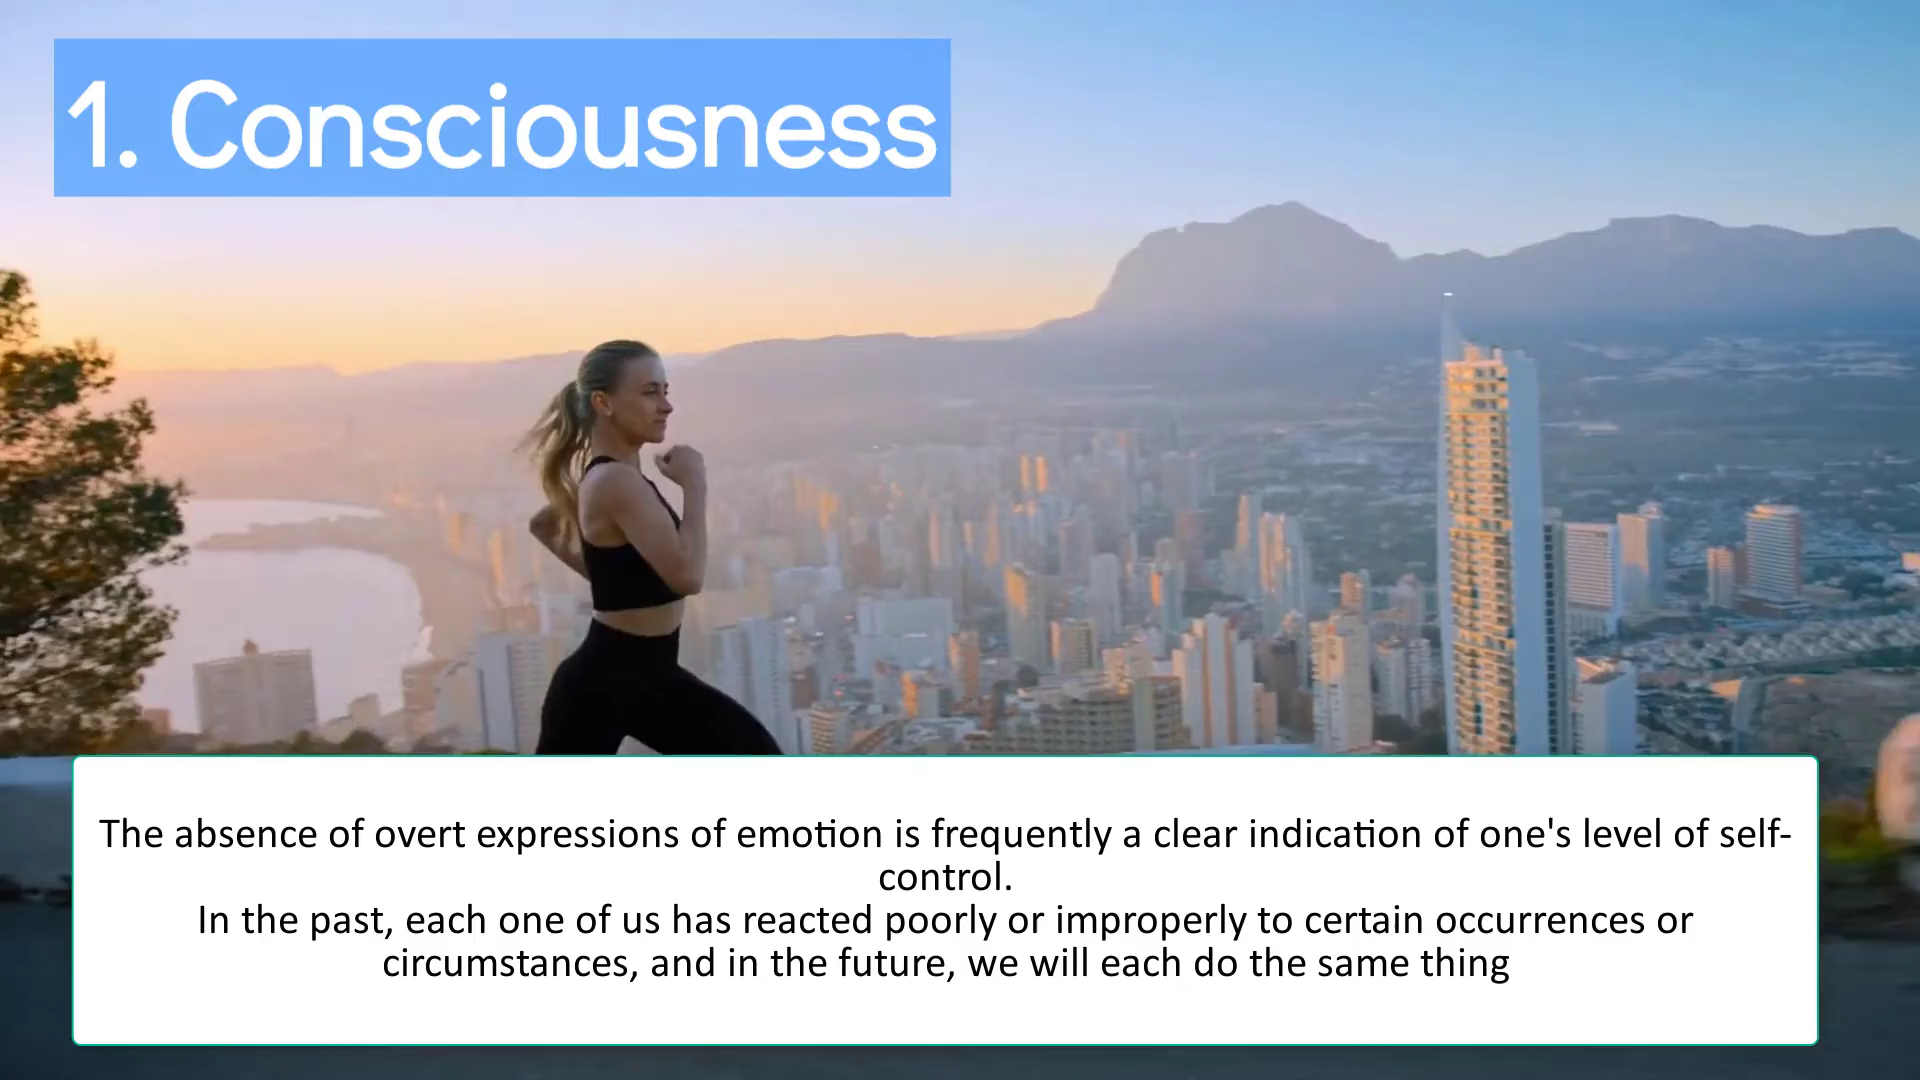 1. Consciousness
The absence of overt expressions of emotion is frequently a clear indication of one's level of self-
control.
In the past, each one of us has reacted poorly or improperly to certain occurrences or
circumstances, and in the future, we will each do the same thing